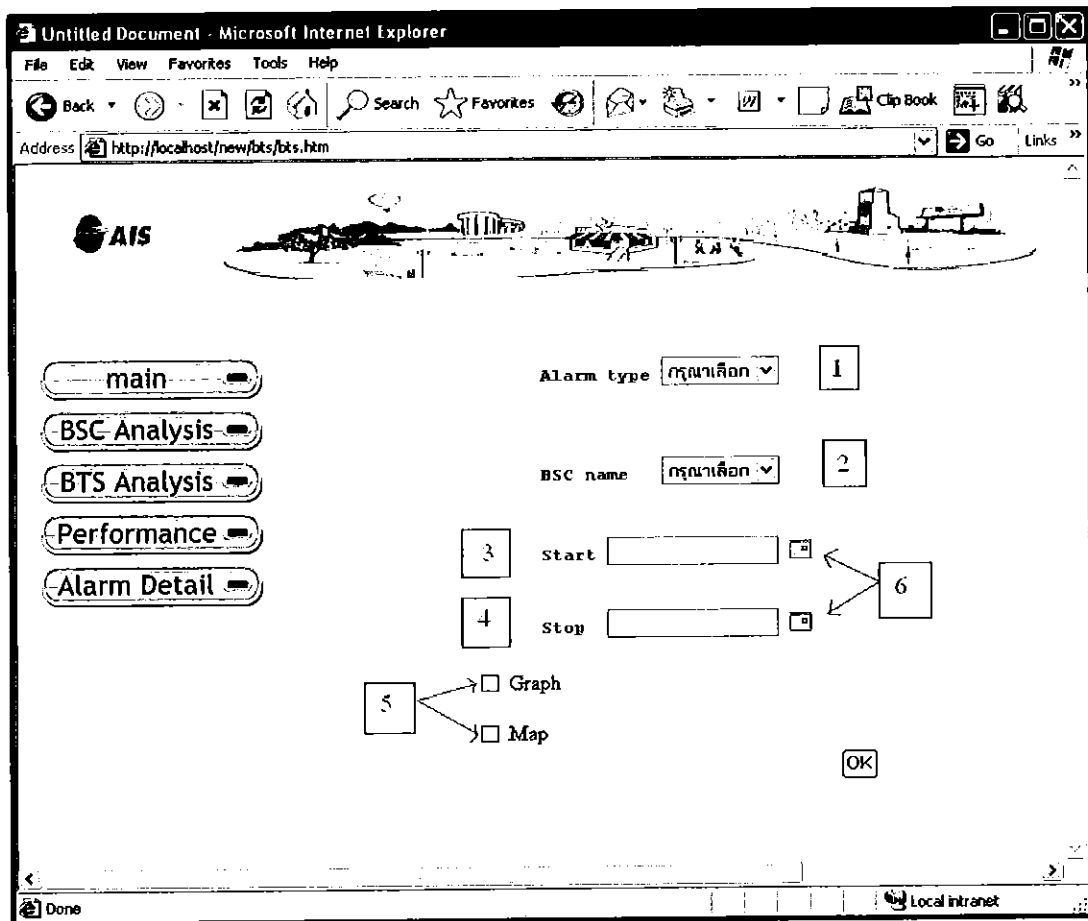 Untitled Document - Microsoft Internet Explorer
File Edit View Favorites Tools Help
Back Search Favorites Clip Book
Address http://localhost/new/bts/bts.htm Go Links
AIS
main
BSC Analysis
BTS Analysis
Performance
Alarm Detail
Alarm type กรุณาเลือก 1
BSC name กรุณาเลือก 2
3 Start
6
4 Stop
5
Graph
Map
OK
Done Local intranet